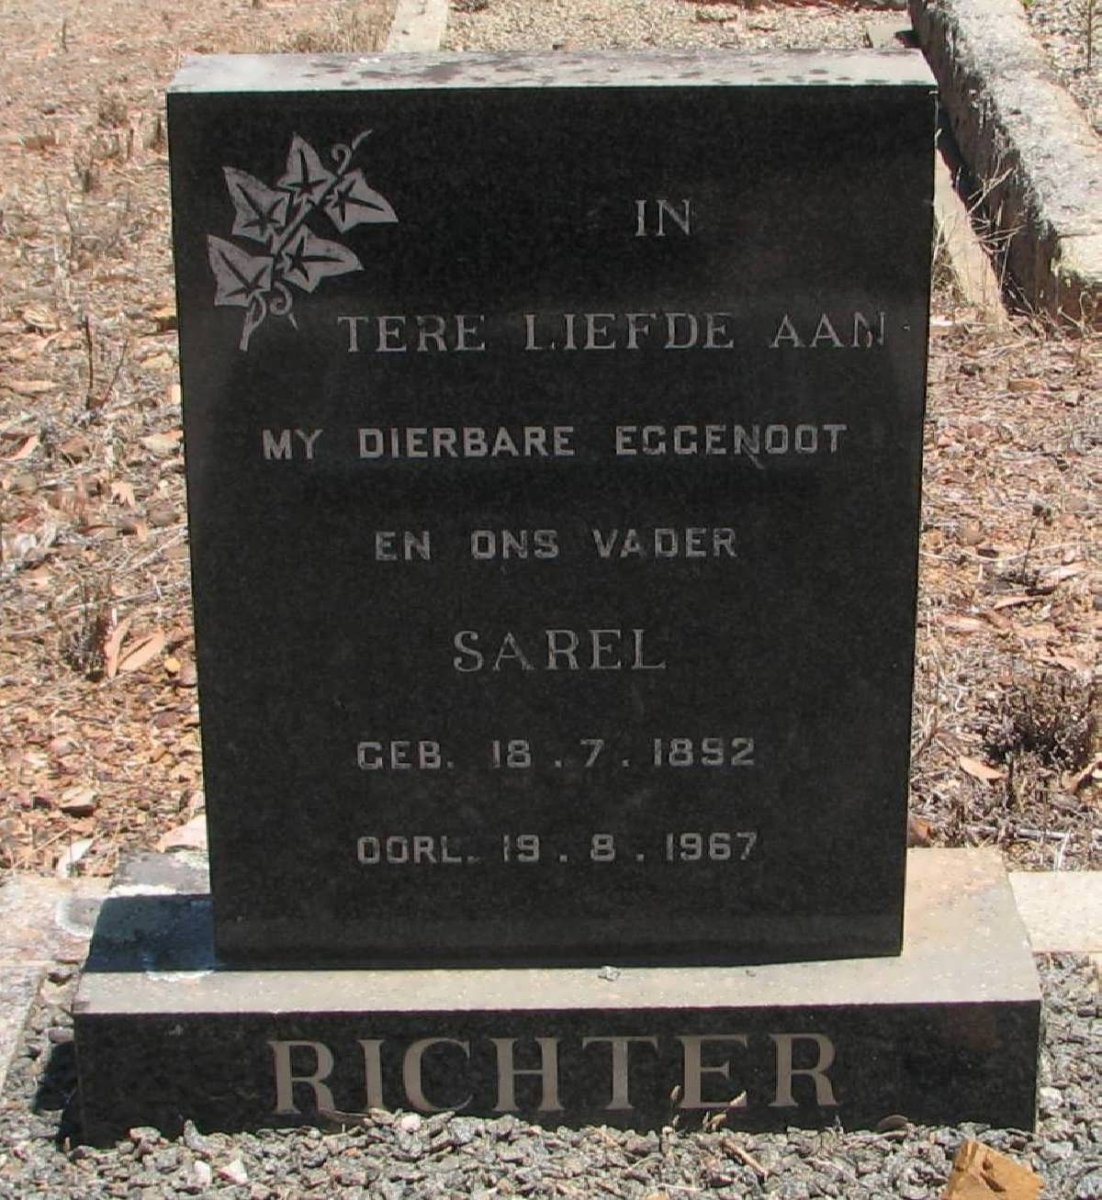 IN
TERE LIEFDE AAN
MY DIERBARE EGGENOOT
EN ONS VADER
SAREL
GEB. 18.7.1892
OORL. 19.8.1967
RICHTER